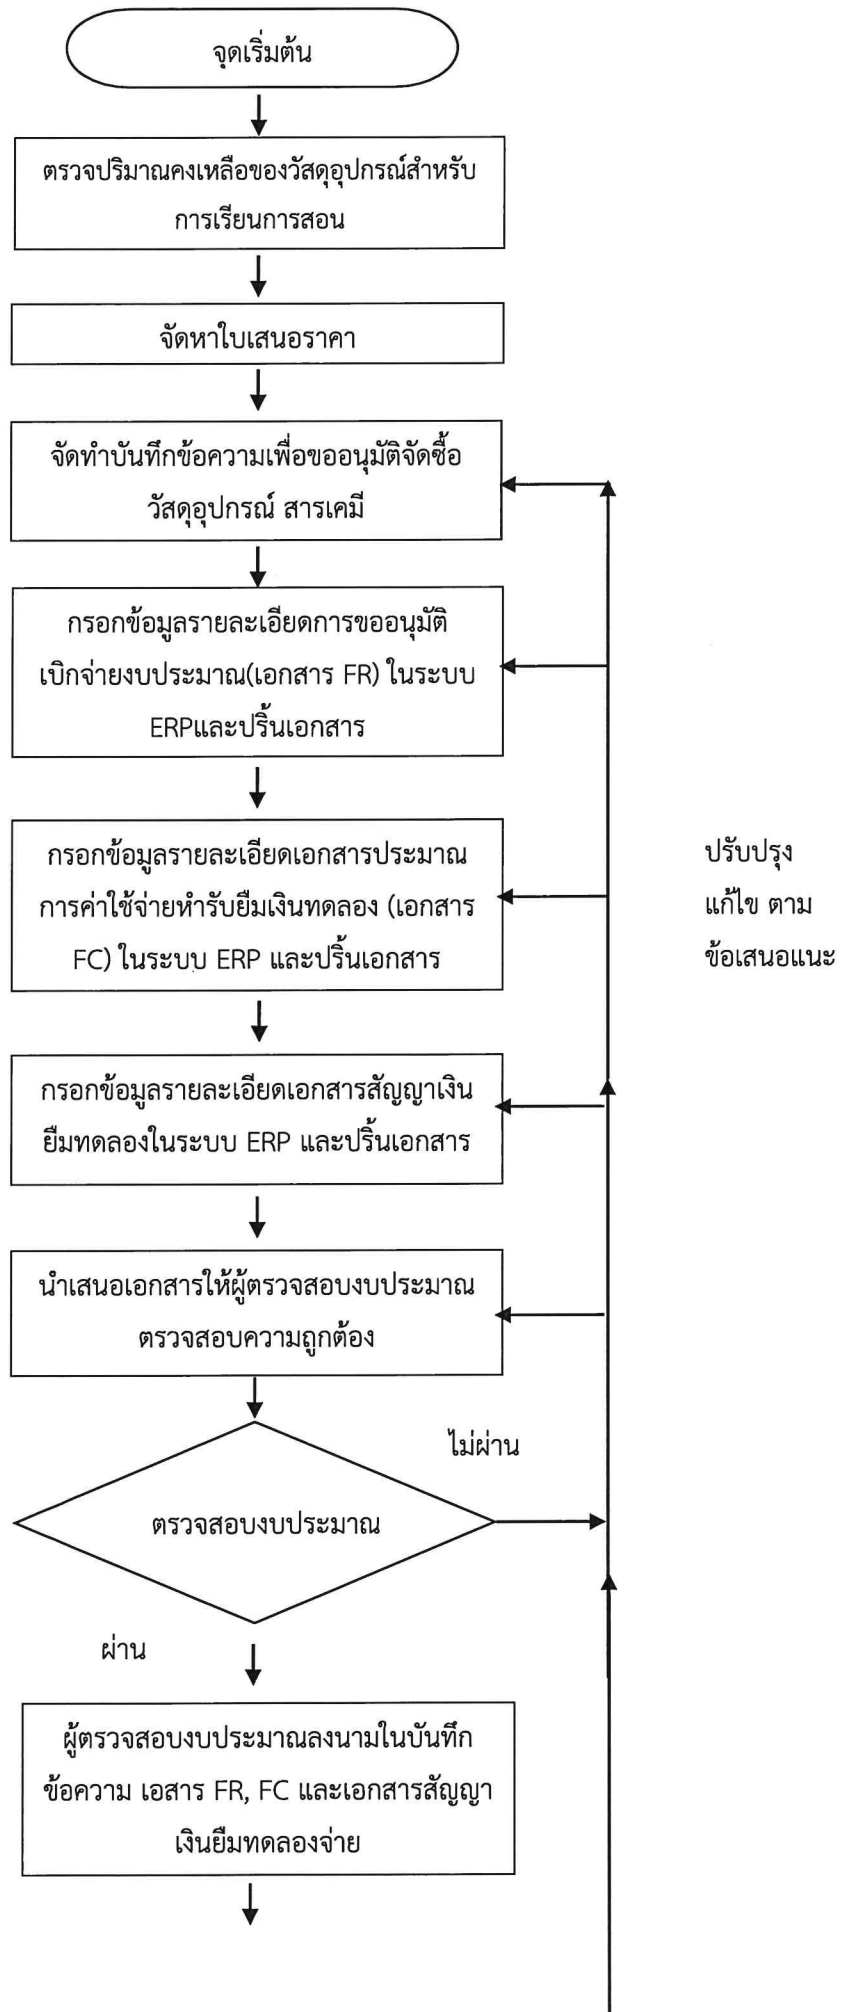 จุดเริ่มต้น
ตรวจปริมาณคงเหลือของวัสดุอุปกรณ์สำหรับ
การเรียนการสอน
จัดหาใบเสนอราคา
จัดทำบันทึกข้อความเพื่อขออนุมัติจัดซื้อ
วัสดุอุปกรณ์ สารเคมี
กรอกข้อมูลรายละเอียดการขออนุมัติ
เบิกจ่ายงบประมาณ(เอกสาร FR) ในระบบ
ERPและปริ้นเอกสาร
กรอกข้อมูลรายละเอียดเอกสารประมาณ
การค่าใช้จ่ายหำรับยืมเงินทดลอง (เอกสาร
FC) ในระบบ ERP และปริ้นเอกสาร
ปรับปรุง
แก้ไข ตาม
ข้อเสนอแนะ
กรอกข้อมูลรายละเอียดเอกสารสัญญาเงิน
ยืมทดลองในระบบ ERP และปริ้นเอกสาร
นำเสนอเอกสารให้ผู้ตรวจสอบงบประมาณ
ตรวจสอบความถูกต้อง
ไม่ผ่าน
ตรวจสอบงบประมาณ
ผ่าน
ผู้ตรวจสอบงบประมาณลงนามในบันทึก
ข้อความ เอสาร FR, FC และเอกสารสัญญา
เงินยืมทดลองจ่าย